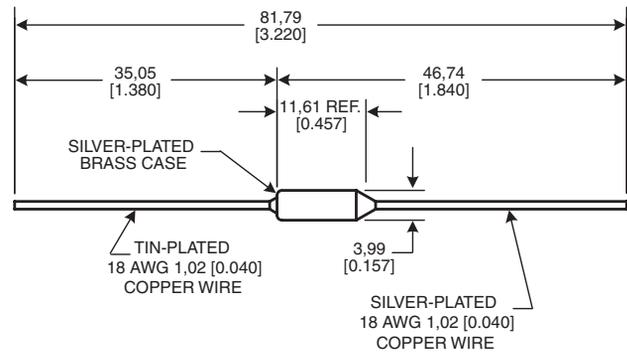 81,79
[3.220]
35,05
[1.380]
46,74
[1.840]
11,61 REF.
[0.457]
SILVER-PLATED
BRASS CASE
TIN-PLATED
18 AWG 1,02 [0.040]
COPPER WIRE
3,99
[0.157]
SILVER-PLATED
18 AWG 1,02 [0.040]
COPPER WIRE